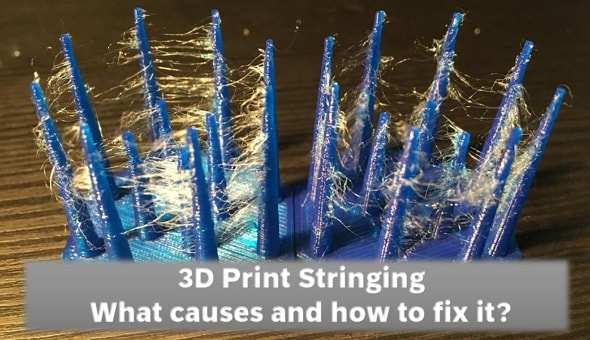 3D Print Stringing
What causes and how to fix it?